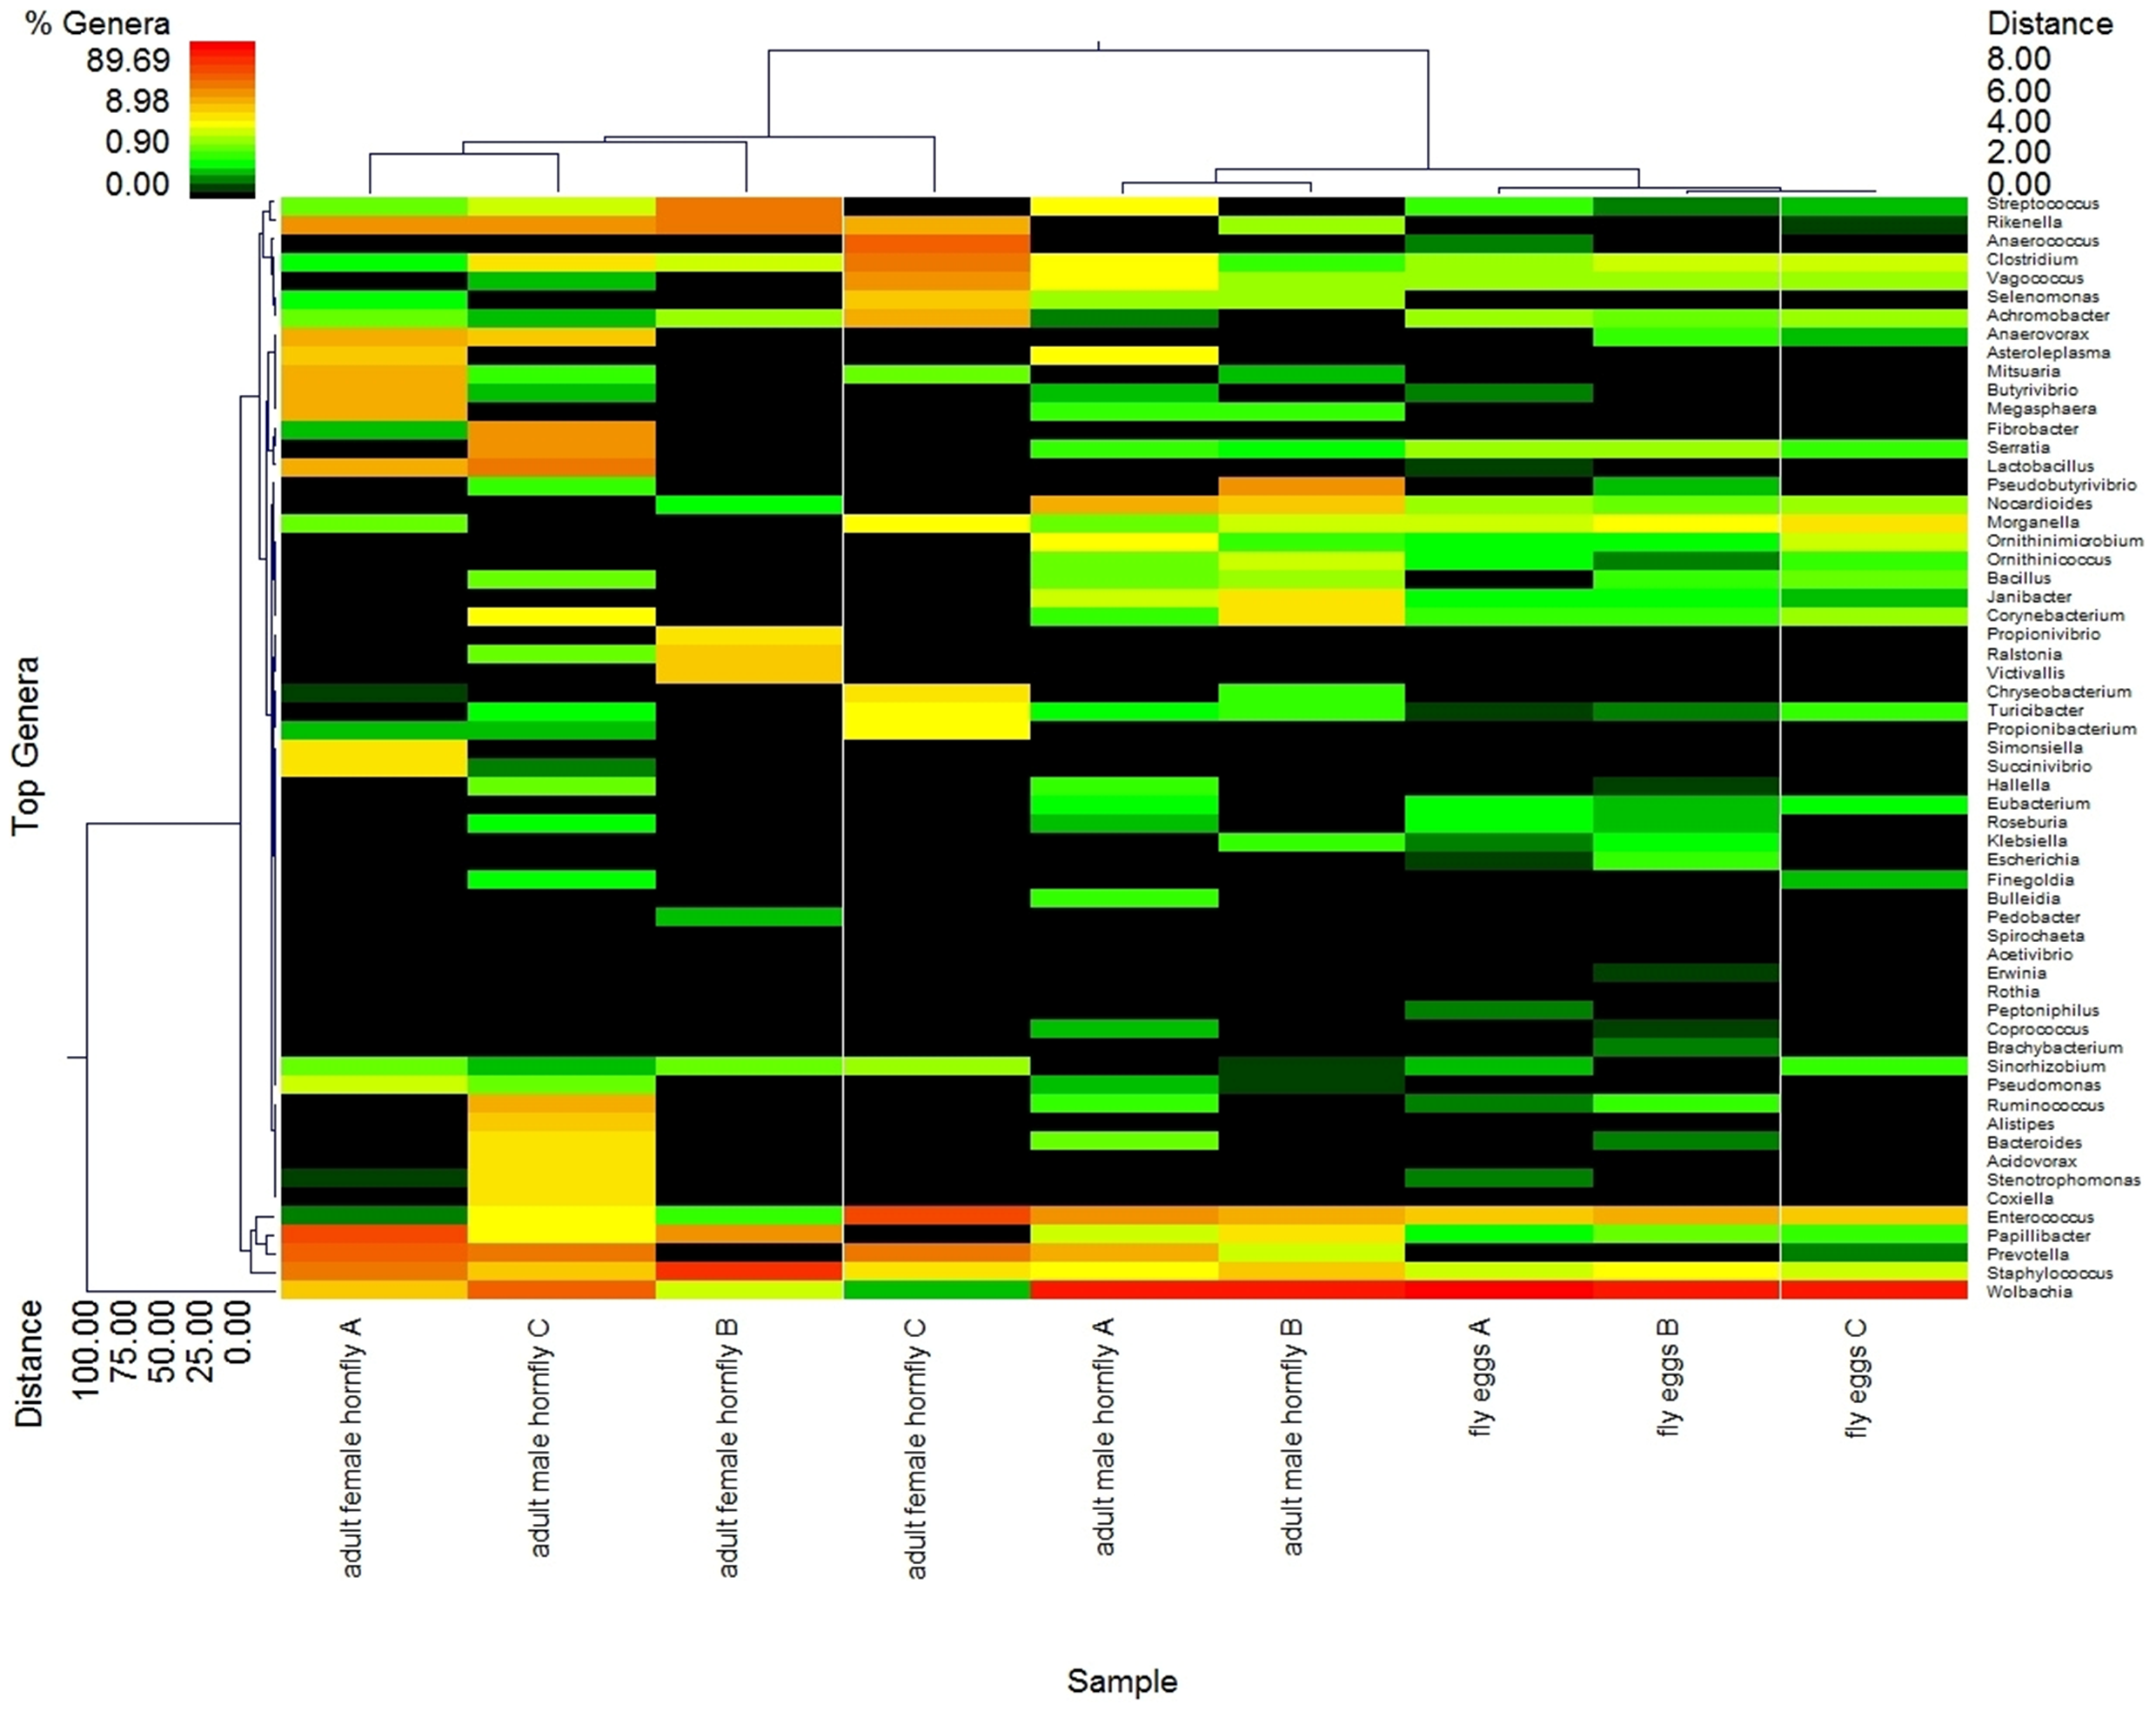 % Genera
89.69
8.98
0.90
0.00
Distance
8.00
6.00
4.00
2.00
0.00
Streptococcus
Rikenella
Anaerococcus
Clostridium
Vagococcus
Selenomonas
Achromobacter
Anaerovorax
Asteroleplasma
Mitsuaria
Butyrivibrio
Megasphaera
Fibrobacter
Serratia
Lactobacillus
Pseudobutyrivibrio
Nocardioides
Morganella
Ornithinimicrobium
Ornithinicoccus
Bacillus
Janibacter
Corynebacterium
Propionivibrio
Ralstonia
Victivallis
Chryseobacterium
Turicibacter
Propionibacterium
Simonsiella
Succinivibrio
Hallella
Eubacterium
Roseburia
Klebsiella
Escherichia
Finegoldia
Bulleidia
Pedobacter
Spirochaeta
Acetivibrio
Erwinia
Rothia
Peptoniphilus
Coprococcus
Brachybacterium
Sinorhizobium
Pseudomonas
Ruminococcus
Alistipes
Bacteroides
Acidovorax
Stenotrophomonas
Coxiella
Enterococcus
Papillibacter
Prevotella
Staphylococcus
Wolbachia
Top Genera
Distance
100.00
75.00
50.00
25.00
0.00
adult female hornfly A
adult male hornfly C
adult female hornfly B
adult female hornfly C
adult male hornfly A
adult male hornfly B
fly eggs A
fly eggs B
fly eggs C
Sample